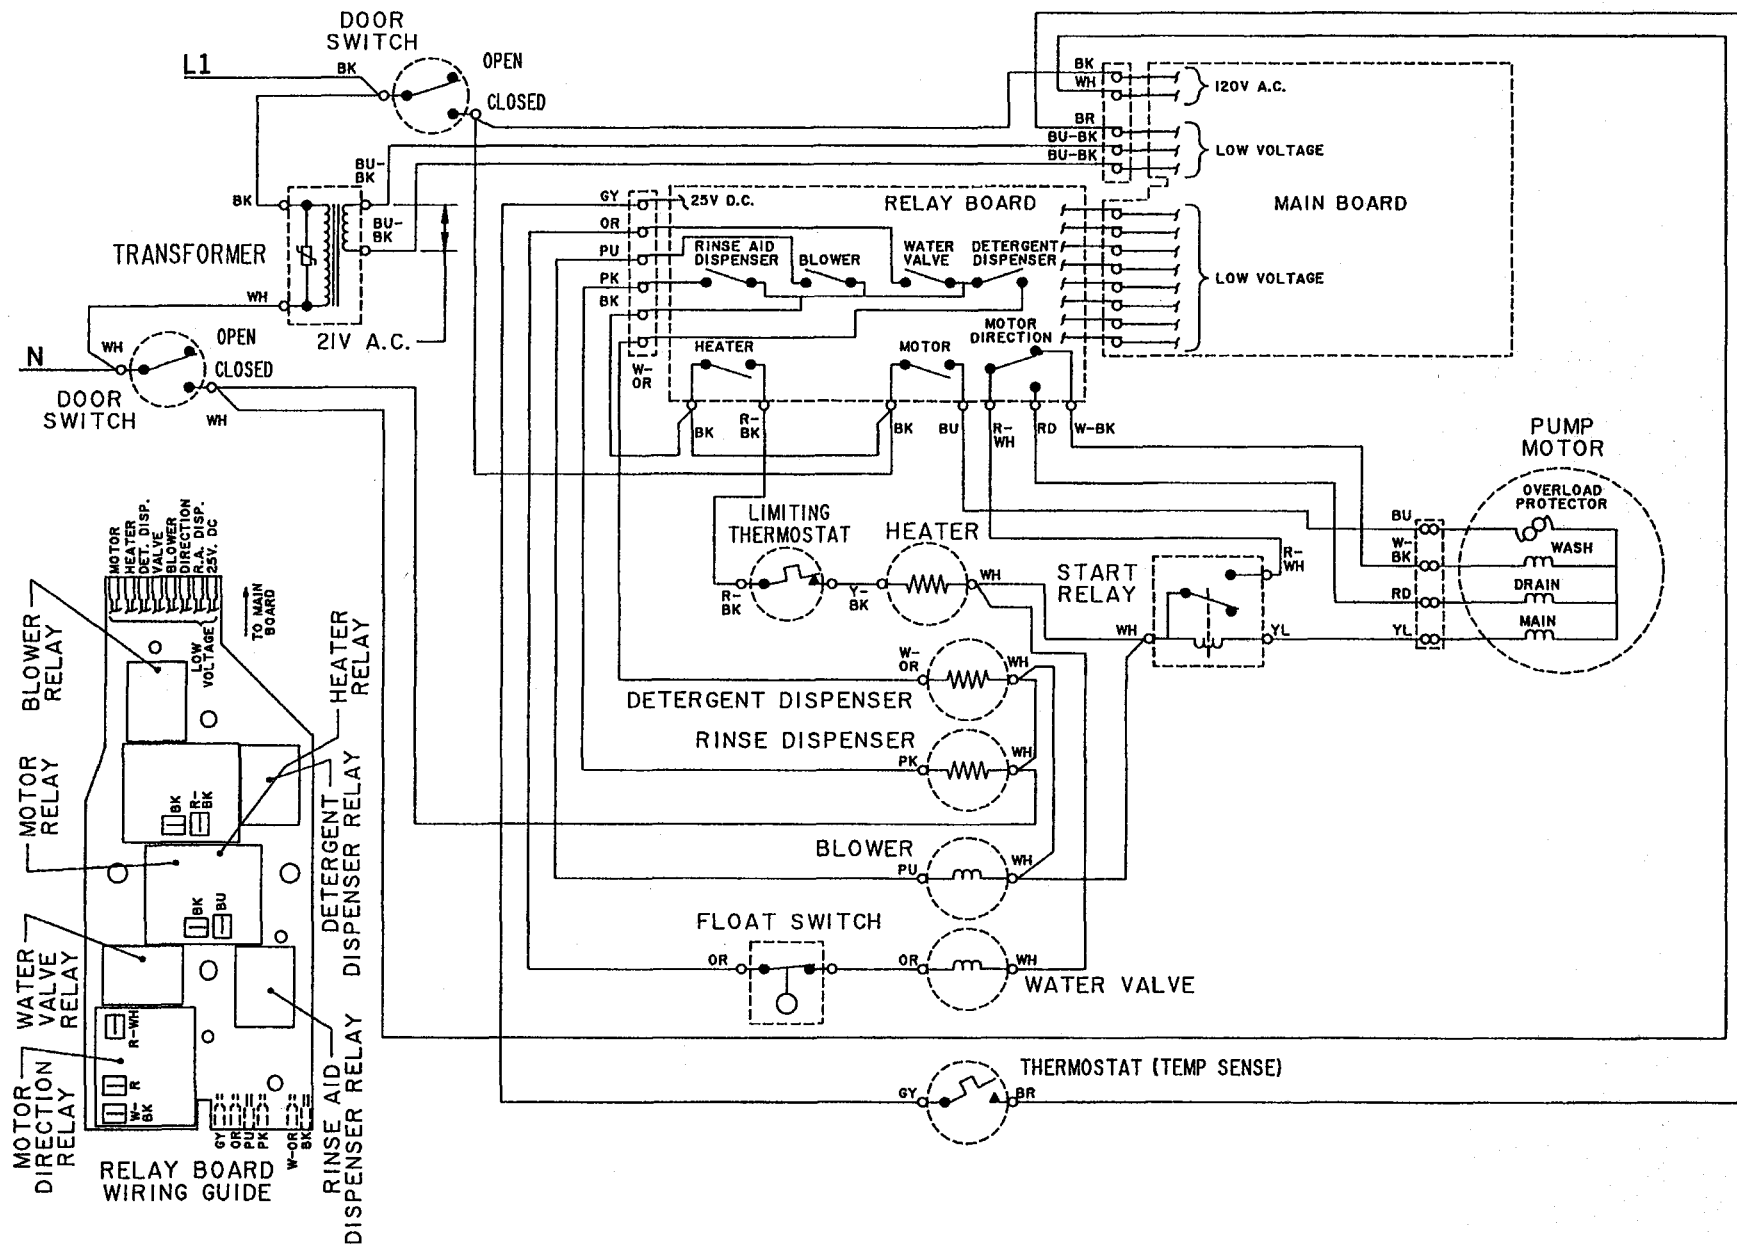 DOOR
SWITCH
L1
BK
OPEN
CLOSED
BK
WH
120V A.C.
BR
BU-BK
BU-BK
LOW VOLTAGE
MAIN BOARD
LOW VOLTAGE
BU-
BK
BK
BU-
BK
TRANSFORMER
WH
21V A.C.
N
WH
OPEN
CLOSED
DOOR
SWITCH
WH
GY
OR
PU
PK
BK
W-
OR
25V D.C.
RELAY BOARD
RINSE AID
DISPENSER
BLOWER
WATER
VALVE
DETERGENT
DISPENSER
HEATER
MOTOR
MOTOR
DIRECTION
BK
R-
BK
BK
BU
R-
WH
RD
W-BK
PUMP
MOTOR
OVERLOAD
PROTECTOR
BU
W-
BK
WASH
DRAIN
RD
MAIN
YL
LIMITING
THERMOSTAT
HEATER
R-
BK
Y-
BK
WH
START
RELAY
R-
WH
WH
YL
W-
OR
WH
DETERGENT DISPENSER
RINSE DISPENSER
PK
WH
BLOWER
PU
WH
FLOAT SWITCH
OR
OR
WH
WATER VALVE
THERMOSTAT (TEMP SENSE)
GY
BR
MOTOR
HEATER
DET. DISP.
VALVE
BLOWER
DIRECTION
R.A. DISP.
25V. DC
TO MAIN
BOARD
LOW
VOLTAGE
BLOWER
RELAY
HEATER
RELAY
MOTOR
RELAY
BK
R-
BK
DETERGENT
DISPENSER RELAY
BK
BU
WATER
VALVE
RELAY
R-WH
R
W-
BK
MOTOR
DIRECTION
RELAY
GY
OR
PU
PK
W-OR
BK
RINSE AID
DISPENSER RELAY
RELAY BOARD
WIRING GUIDE